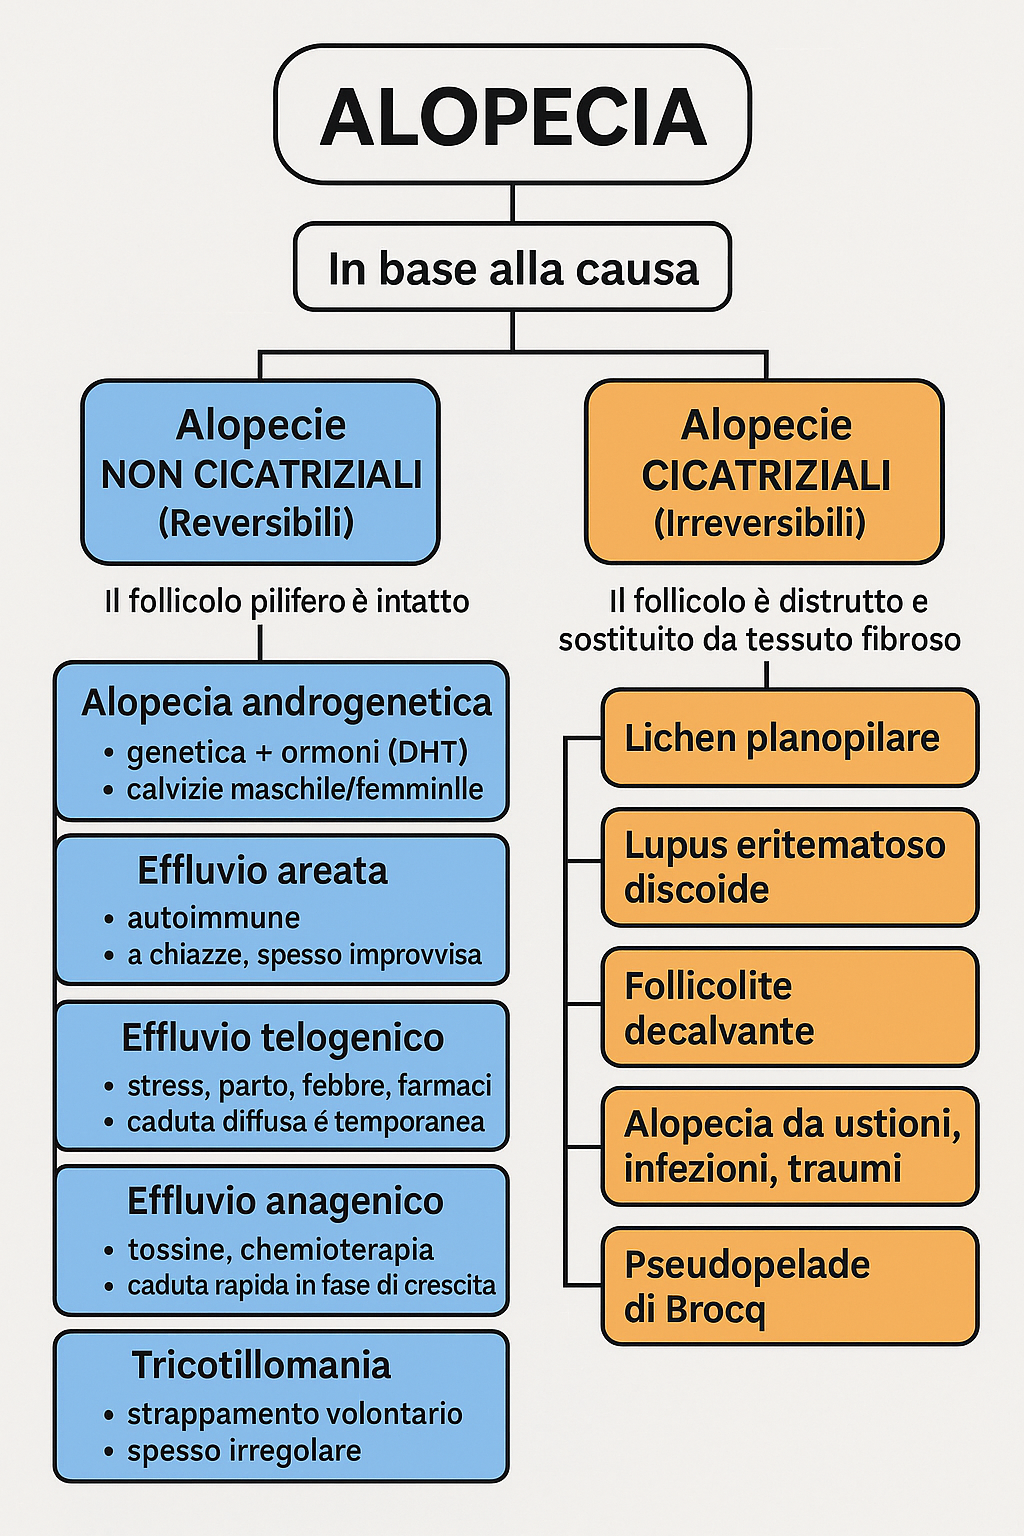 ALOPECIA
In base alla causa
Alopecie
NON CICATRIZIALI
(Reversibili)
Il follicolo pilifero è intatto
Alopecia androgenetica
• genetica + ormoni (DHT)
• calvizie maschile/femminlle
Effluvio areata
• autoimmune
• a chiazze, spesso improvvisa
Effluvio telogenico
• stress, parto, febbre, farmaci
• caduta diffusa é temporanea
Effluvio anagenico
• tossine, chemioterapia
• caduta rapida in fase di crescita
Tricotillomania
• strappamento volontario
• spesso irregolare
Alopecie
CICATRIZIALI
(Irreversibili)
Il follicolo è distrutto e
sostituito da tessuto fibroso
Lichen planopilare
Lupus eritematoso
discoide
Follicolite
decalvante
Alopecia da ustioni,
infezioni, traumi
Pseudopelade
di Brocq